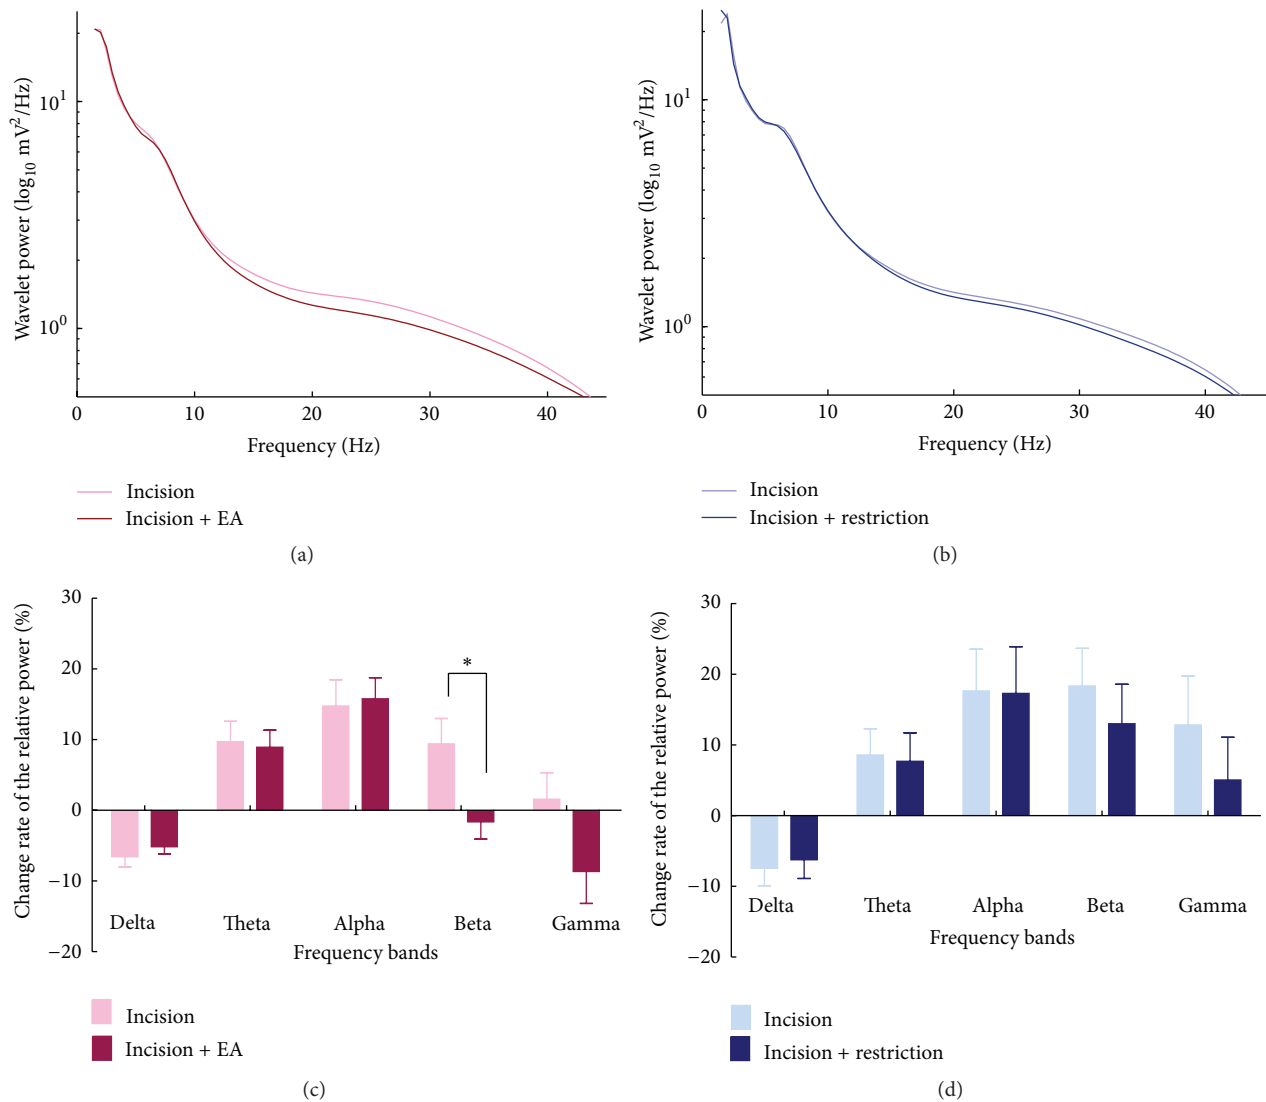 Wavelet power (log10 mV2/Hz)
10^1
10^0
0 10 20 30 40
Frequency (Hz)
Incision
Incision + EA
(a)
Wavelet power (log10 mV2/Hz)
10^1
10^0
0 10 20 30 40
Frequency (Hz)
Incision
Incision + restriction
(b)
Change rate of the relative power (%)
30
20
10
0
−10
−20
*
Delta Theta Alpha Beta Gamma
Frequency bands
Incision
Incision + EA
(c)
Change rate of the relative power (%)
30
20
10
0
−10
−20
Delta Theta Alpha Beta Gamma
Frequency bands
Incision
Incision + restriction
(d)